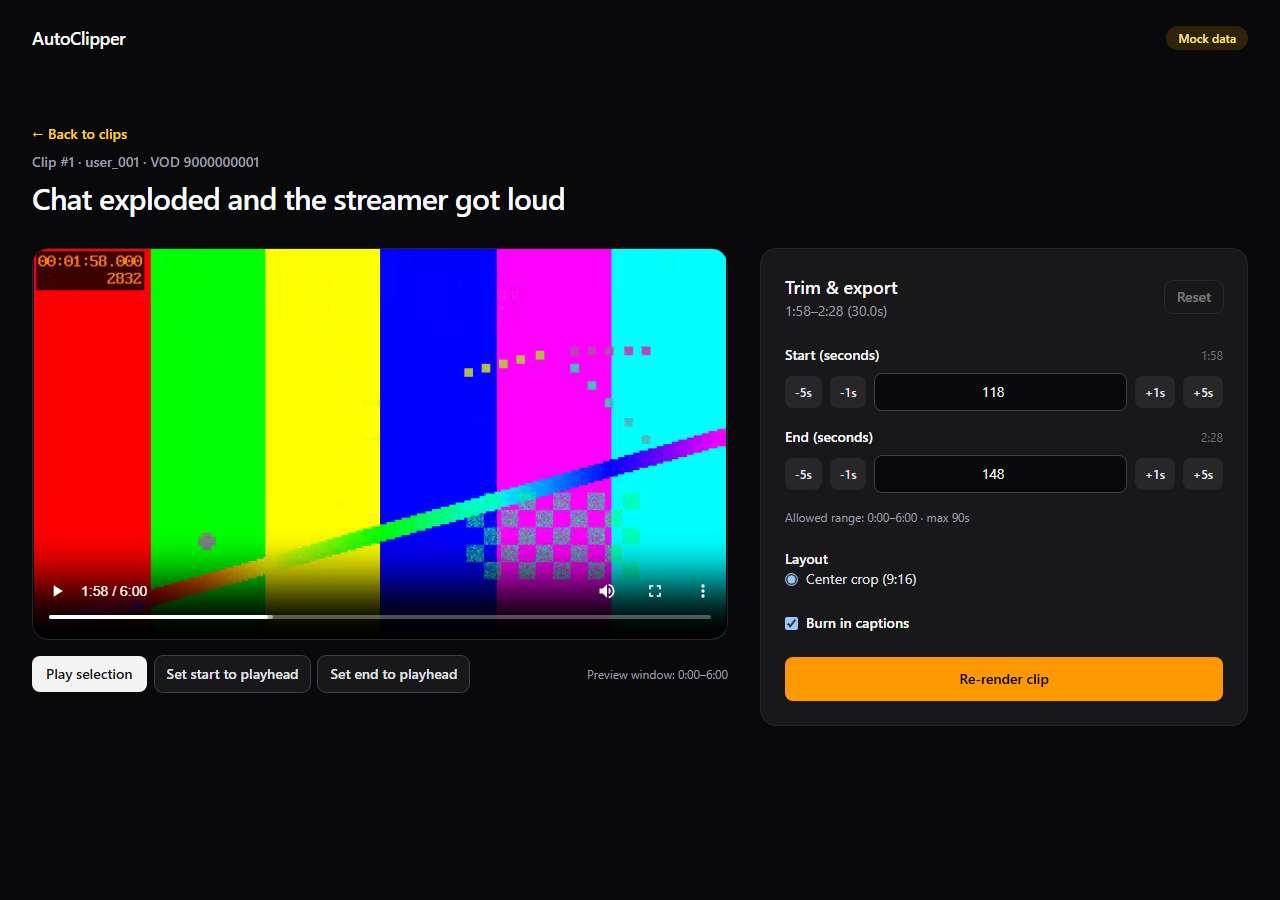 AutoClipper
Mock data
← Back to clips
Clip #1 · user_001 · VOD 9000000001
Chat exploded and the streamer got loud
00:01:58.000
2832
1:58 / 6:00
Play selection
Set start to playhead
Set end to playhead
Preview window: 0:00–6:00
Trim & export
1:58–2:28 (30.0s)
Reset
Start (seconds)
1:58
-5s
-1s
118
+1s
+5s
End (seconds)
2:28
-5s
-1s
148
+1s
+5s
Allowed range: 0:00–6:00 · max 90s
Layout
Center crop (9:16)
Burn in captions
Re-render clip